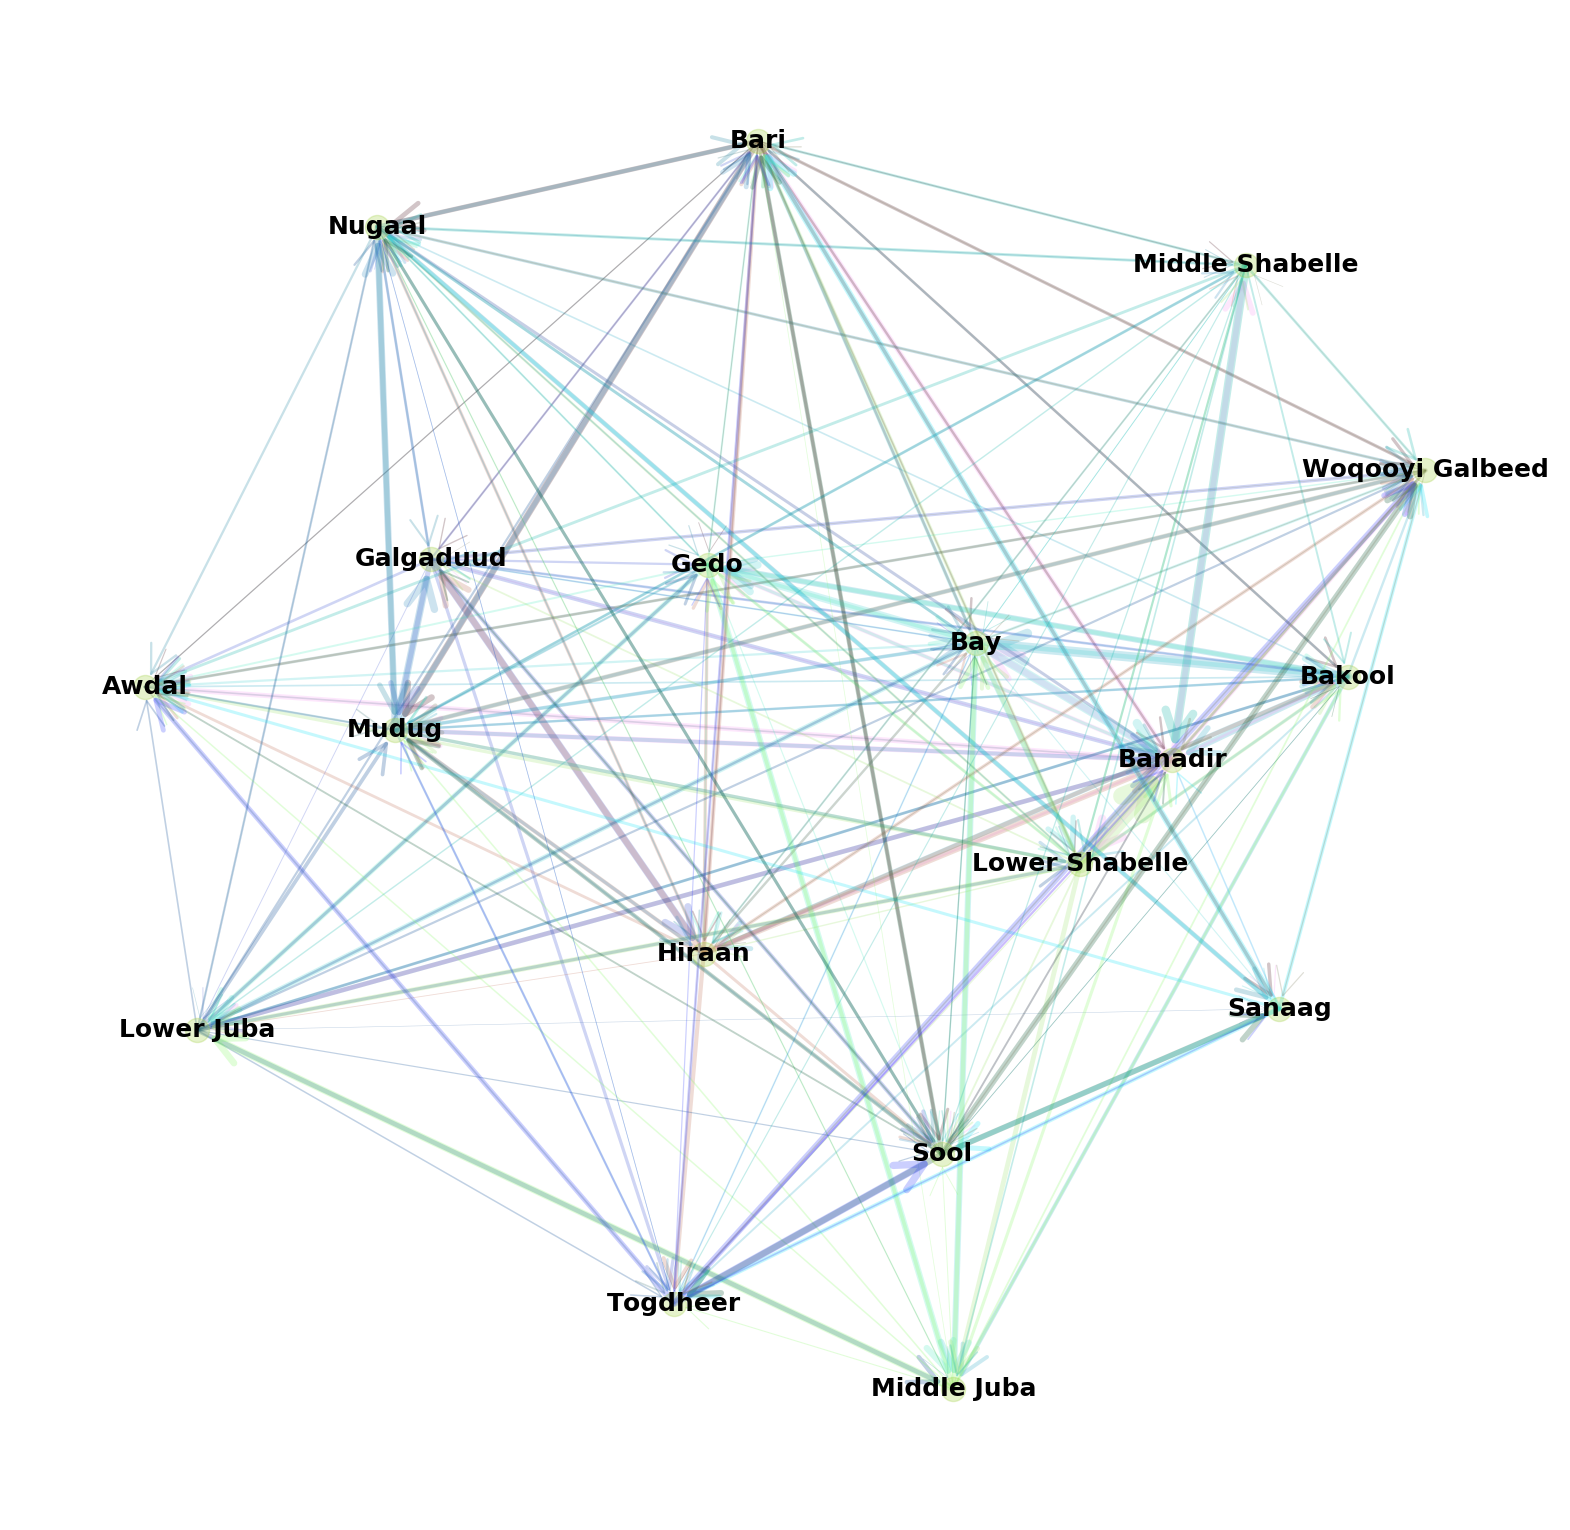 Bari
Nugaal
Middle Shabelle
Woqooyi Galbeed
Galgaduud
Gedo
Bay
Bakool
Awdal
Mudug
Banadir
Lower Shabelle
Hiraan
Sanaag
Lower Juba
Sool
Togdheer
Middle Juba